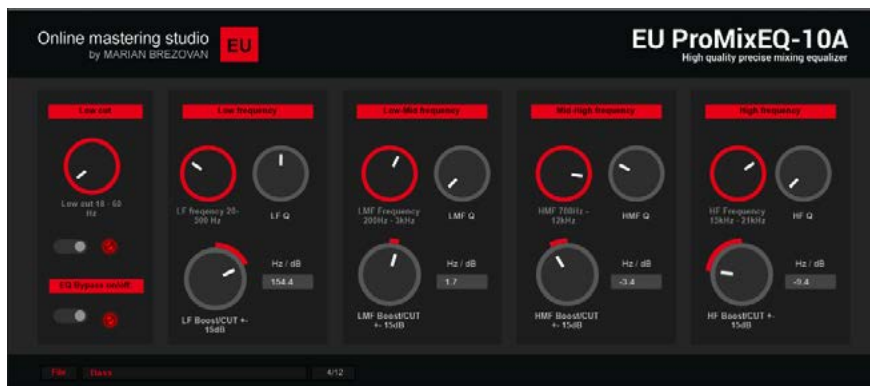 Online mastering studio
by MARIAN BREZOVAN
EU
EU ProMixEQ-10A
High quality precise mixing equalizer
Low cut
Low frequency
Low-Mid frequency
Mid-High frequency
High frequency
Low cut 18 - 60
Hz
LF freqency 20-
500 Hz
LF Q
LMF Frequency
200Hz - 3kHz
LMF Q
HMF 700Hz -
12kHz
HMF Q
HF Frequency
15kHz - 21kHz
HF Q
Hz / dB
154.4
Hz / dB
1.7
Hz / dB
-3.4
Hz / dB
-9.4
EQ Bypass on/off
LF Boost/CUT +-
15dB
LMF Boost/CUT
+- 15dB
HMF Boost/CUT
+- 15dB
HF Boost/CUT +-
15dB
File
Bass
4/12